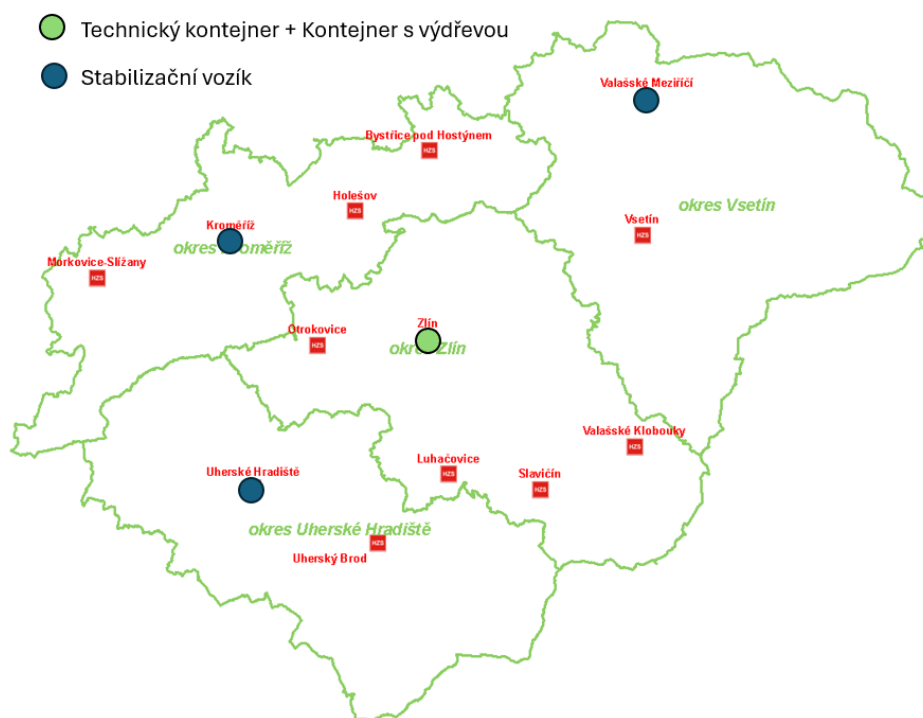 Technický kontejner + Kontejner s výdřevou
Stabilizační vozík
Valašské Meziříčí
Bystřice pod Hostýnem
HZS
Holešov
HZS
okres Vsetín
Vsetín
HZS
Kroměříž
okres Kroměříž
Morkovice-Slížany
HZS
Otrokovice
HZS
Zlín
okres Zlín
Valašské Klobouky
HZS
Luhačovice
HZS
Slavičín
HZS
Uherské Hradiště
okres Uherské Hradiště
HZS
Uherský Brod